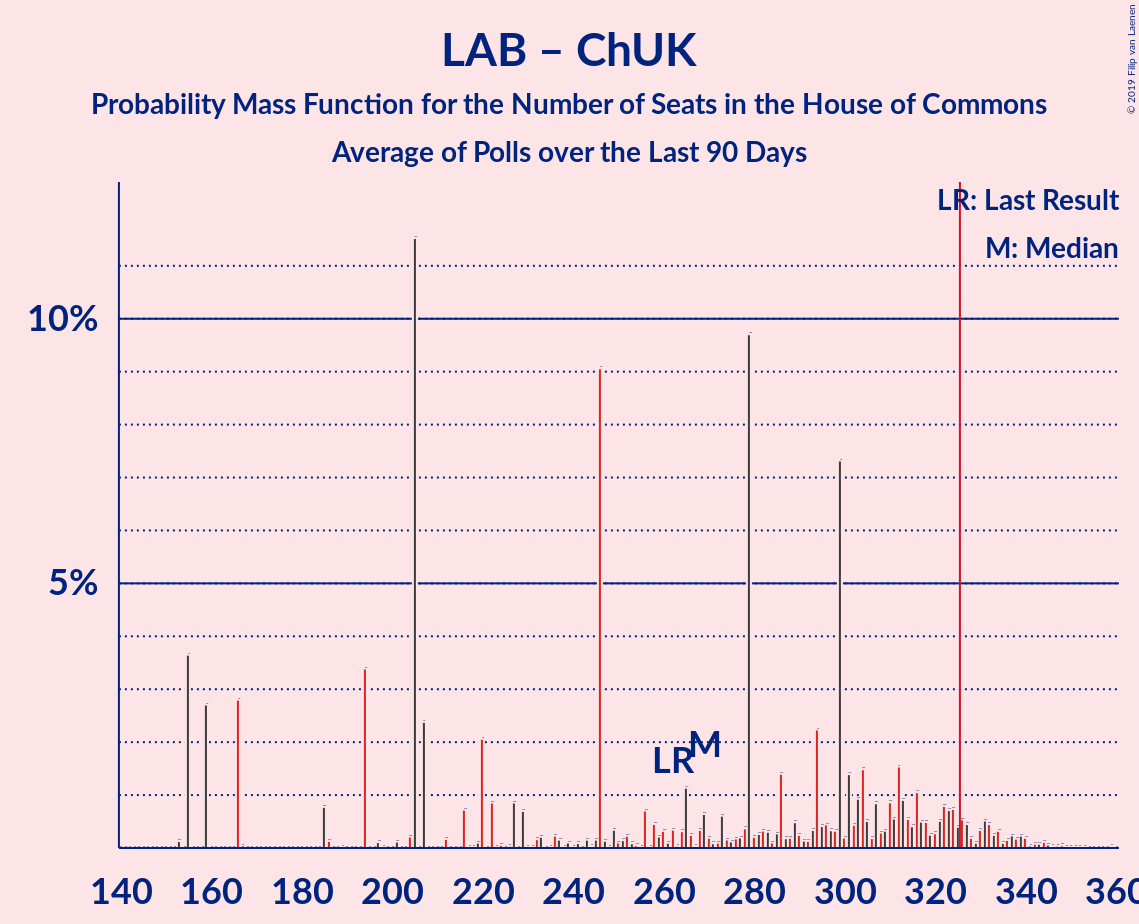 LAB – ChUK
Probability Mass Function for the Number of Seats in the House of Commons
Average of Polls over the Last 90 Days
© 2019 Filip van Laenen
LR: Last Result
M: Median
10%
5%
LR
M
140 160 180 200 220 240 260 280 300 320 340 360